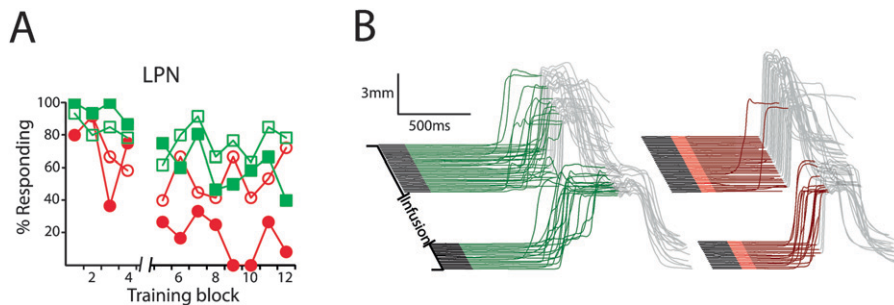 A
LPN
100
80
60
40
20
% Responding
2
4
6
8
10
12
Training block
B
3mm
500ms
Infusion